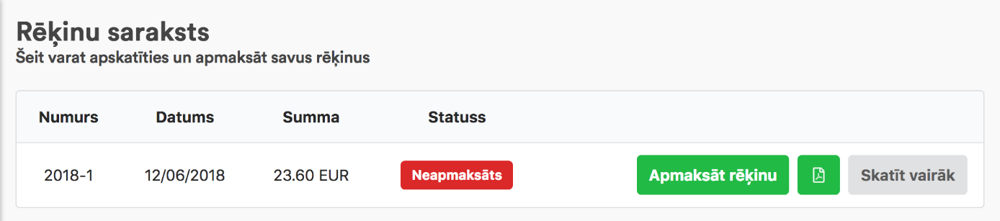 Rēķinu saraksts
Šeit varat apskatīties un apmaksāt savus rēķinus
Numurs Datums Summa Statuss
2018-1 12/06/2018 23.60 EUR Neapmaksāts Apmaksāt rēķinu Skatīt vairāk